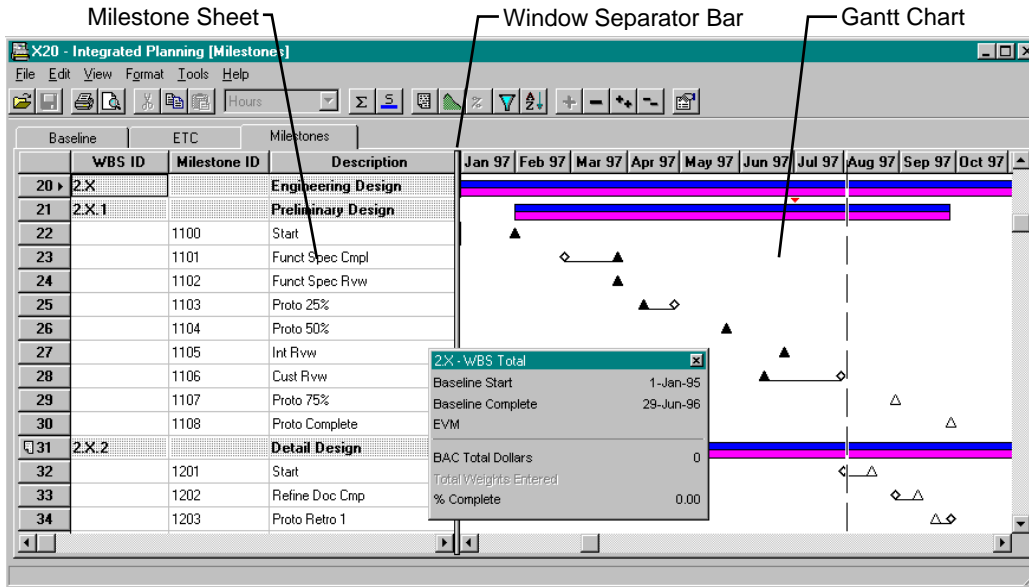 Milestone Sheet Window Separator Bar Gantt Chart
X20 - Integrated Planning [Milestones]
File Edit View Format Tools Help
Hours Σ S % Z↓
Baseline ETC Milestones
WBS ID Milestone ID Description Jan 97 Feb 97 Mar 97 Apr 97 May 97 Jun 97 Jul 97 Aug 97 Sep 97 Oct 97
20 2.X Engineering Design
21 2.X.1 Preliminary Design
22 1100 Start
23 1101 Funct Spec Cmpl
24 1102 Funct Spec Rvw
25 1103 Proto 25%
26 1104 Proto 50%
27 1105 Int Rvw
28 1106 Cust Rvw
29 1107 Proto 75%
30 1108 Proto Complete
31 2.X.2 Detail Design
32 1201 Start
33 1202 Refine Doc Cmp
34 1203 Proto Retro 1
2.X - WBS Total
Baseline Start 1-Jan-95
Baseline Complete 29-Jun-96
EVM
BAC Total Dollars 0
Total Weights Entered
% Complete 0.00